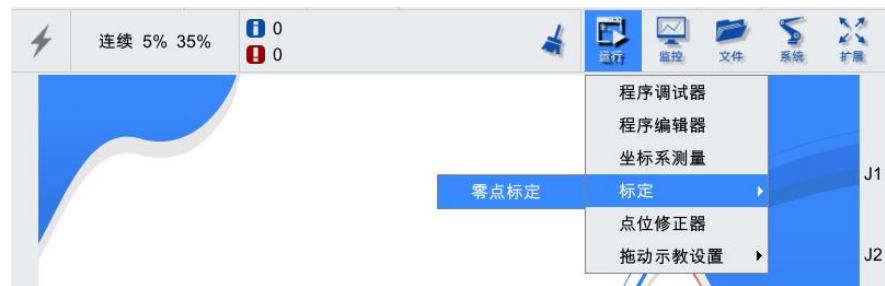 连续 5% 35%
0
0
运行
监控
文件
系统
扩展
程序调试器
程序编辑器
坐标系测量
零点标定
标定
点位修正器
拖动示教设置
J1
J2